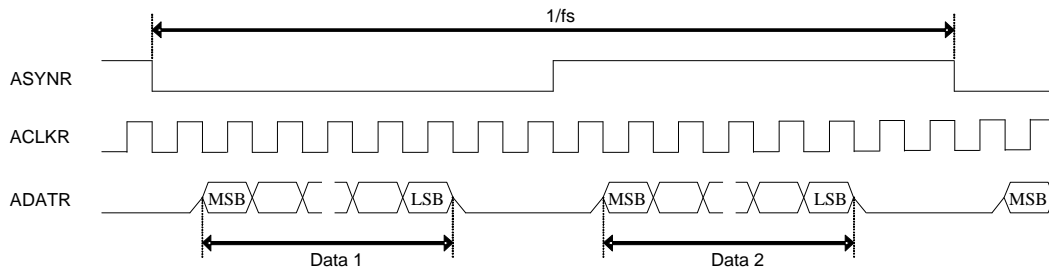 1/fs
ASYNR
ACLKR
ADATR
MSB
LSB
MSB
LSB
MSB
Data 1
Data 2